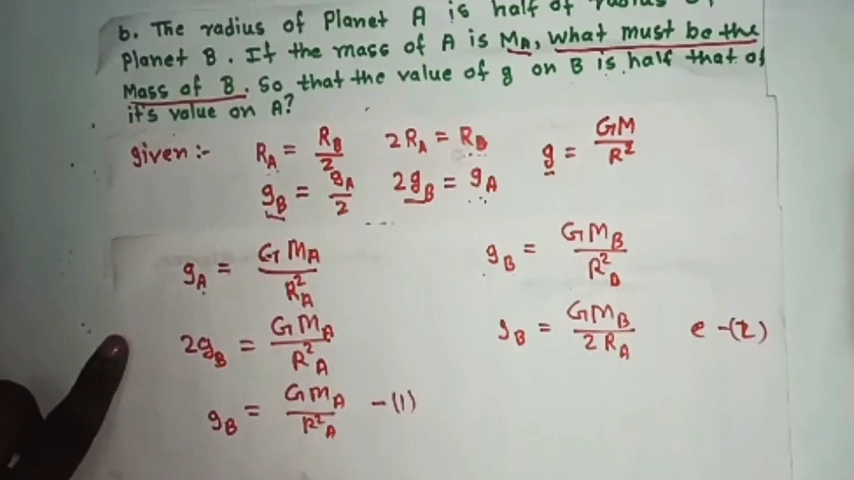 b. The radius of Planet A is half of radius
Planet B. If the mass of A is MA, what must be the
Mass of B. So that the value of g on B is half that of
it's value on A?
given :- RA = RB/2 2RA = RB g = GM/R²
gB = gA/2 2gB = gA
gA = GMA/R²A gB = GMB/R²B
2gB = GMA/R²A gB = GMB/2RA e -(2)
gB = GMA/R²A -(1)